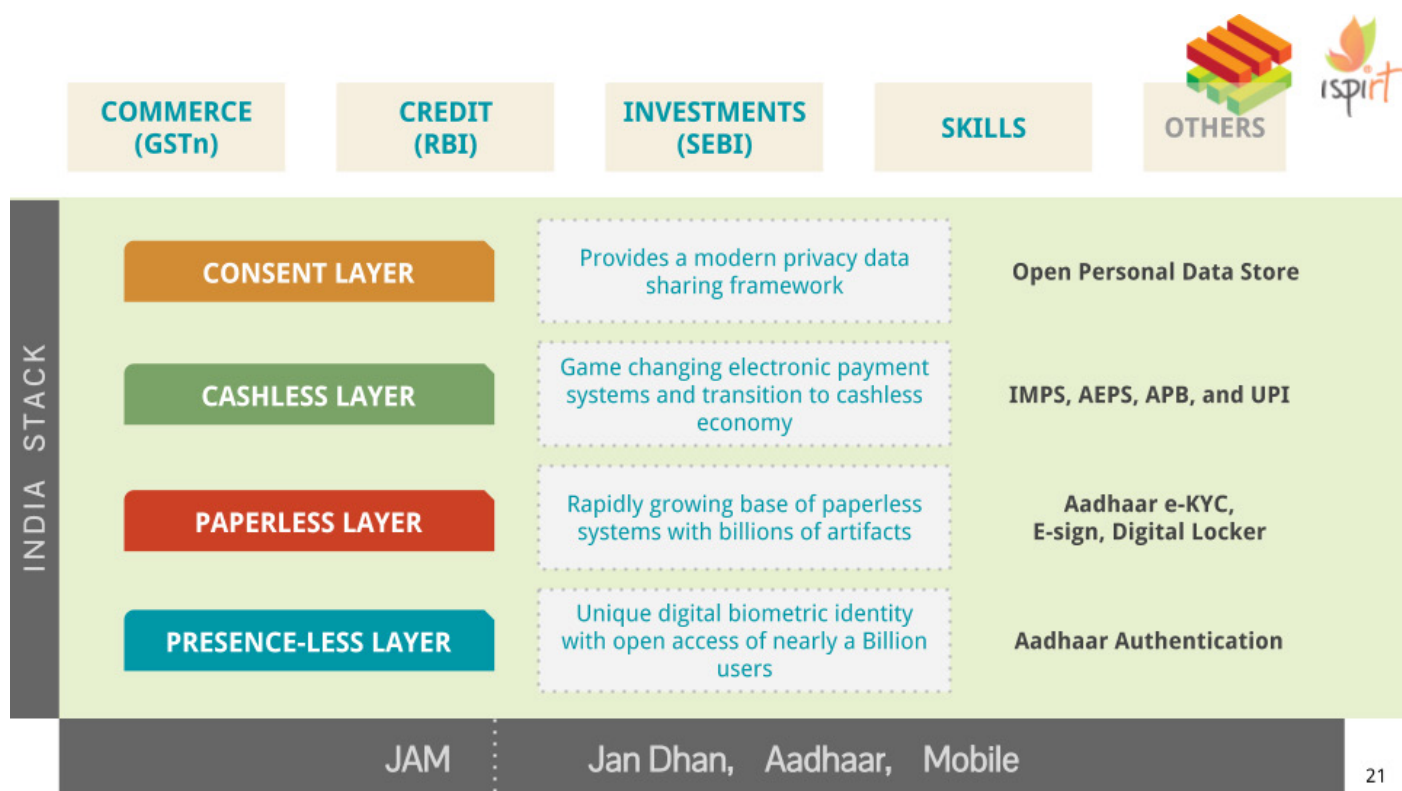 ispirt
COMMERCE
(GSTn)
CREDIT
(RBI)
INVESTMENTS
(SEBI)
SKILLS
OTHERS
INDIA STACK
CONSENT LAYER
Provides a modern privacy data
sharing framework
Open Personal Data Store
CASHLESS LAYER
Game changing electronic payment
systems and transition to cashless
economy
IMPS, AEPS, APB, and UPI
PAPERLESS LAYER
Rapidly growing base of paperless
systems with billions of artifacts
Aadhaar e-KYC,
E-sign, Digital Locker
PRESENCE-LESS LAYER
Unique digital biometric identity
with open access of nearly a Billion
users
Aadhaar Authentication
JAM
Jan Dhan, Aadhaar, Mobile
21